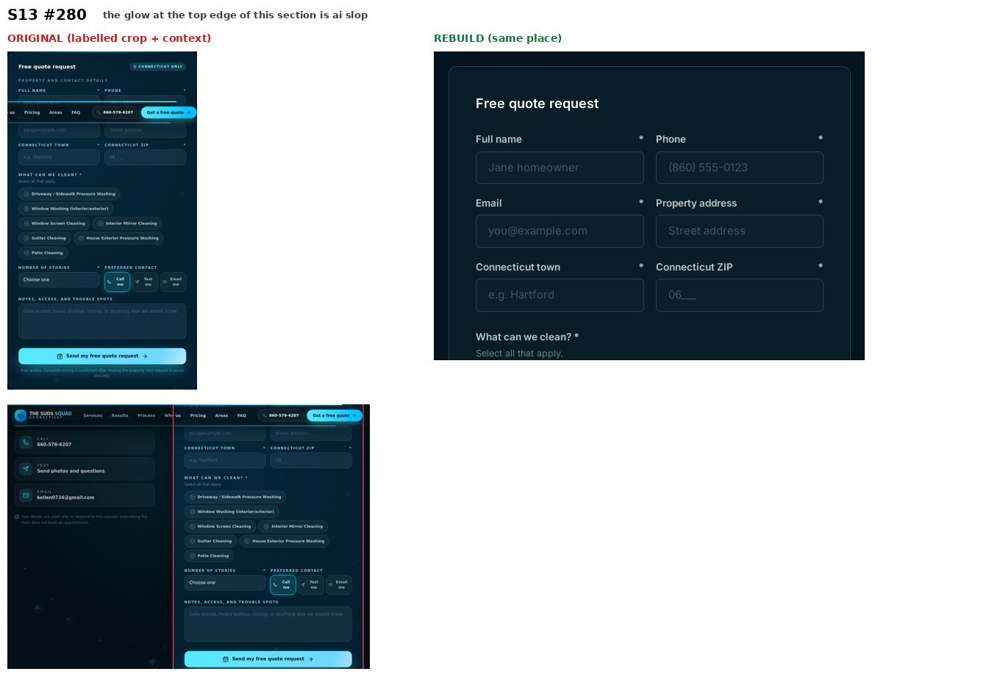 S13 #280 the glow at the top edge of this section is ai slop
ORIGINAL (labelled crop + context)
Free quote request
CONNECTICUT ONLY
PROPERTY AND CONTACT DETAILS
FULL NAME * PHONE *
us Pricing Areas FAQ 860-578-6207 Get a free quote →
CONNECTICUT TOWN * CONNECTICUT ZIP *
e.g. Hartford 06___
WHAT CAN WE CLEAN? *
Select all that apply.
Driveway / Sidewalk Pressure Washing
Window Washing (interior/exterior)
Window Screen Cleaning Interior Mirror Cleaning
Gutter Cleaning House Exterior Pressure Washing
Patio Cleaning
NUMBER OF STORIES * PREFERRED CONTACT
Choose one Call me Text me Email me
NOTES, ACCESS, AND TROUBLE SPOTS
Send my free quote request →
REBUILD (same place)
Free quote request
Full name * Phone *
Jane homeowner (860) 555-0123
Email * Property address *
you@example.com Street address
Connecticut town * Connecticut ZIP *
e.g. Hartford 06___
What can we clean? *
Select all that apply.
THE SUDS SQUAD
CONNECTICUT
Services Results Process Why us Pricing Areas FAQ 860-578-6207 Get a free quote →
CALL
860-578-6207
TEXT
Send photos and questions
EMAIL
kellen0734@gmail.com
CONNECTICUT TOWN * CONNECTICUT ZIP *
e.g. Hartford 06___
WHAT CAN WE CLEAN? *
Select all that apply.
Driveway / Sidewalk Pressure Washing
Window Washing (interior/exterior)
Window Screen Cleaning Interior Mirror Cleaning
Gutter Cleaning House Exterior Pressure Washing
Patio Cleaning
NUMBER OF STORIES * PREFERRED CONTACT
Choose one Call me Text me Email me
NOTES, ACCESS, AND TROUBLE SPOTS
Send my free quote request →